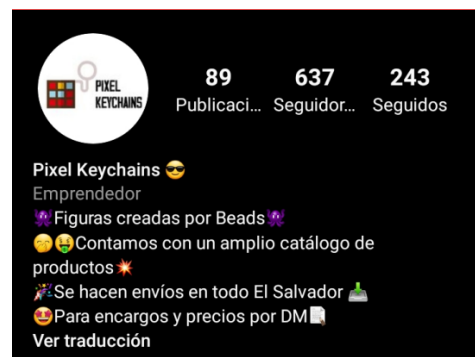 PIXEL
KEYCHAINS
89 637 243
Publicaci... Seguidor... Seguidos
Pixel Keychains 😎
Emprendedor
👾Figuras creadas por Beads👾
🤭🤑Contamos con un amplio catálogo de
productos💥
🎉Se hacen envíos en todo El Salvador 📥
🤩Para encargos y precios por DM📃
Ver traducción